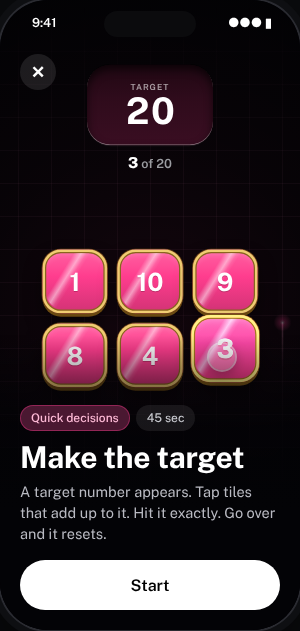 9:41
TARGET
20
3 of 20
1 10 9
8 4 3
Quick decisions 45 sec
Make the target
A target number appears. Tap tiles
that add up to it. Hit it exactly. Go over
and it resets.
Start